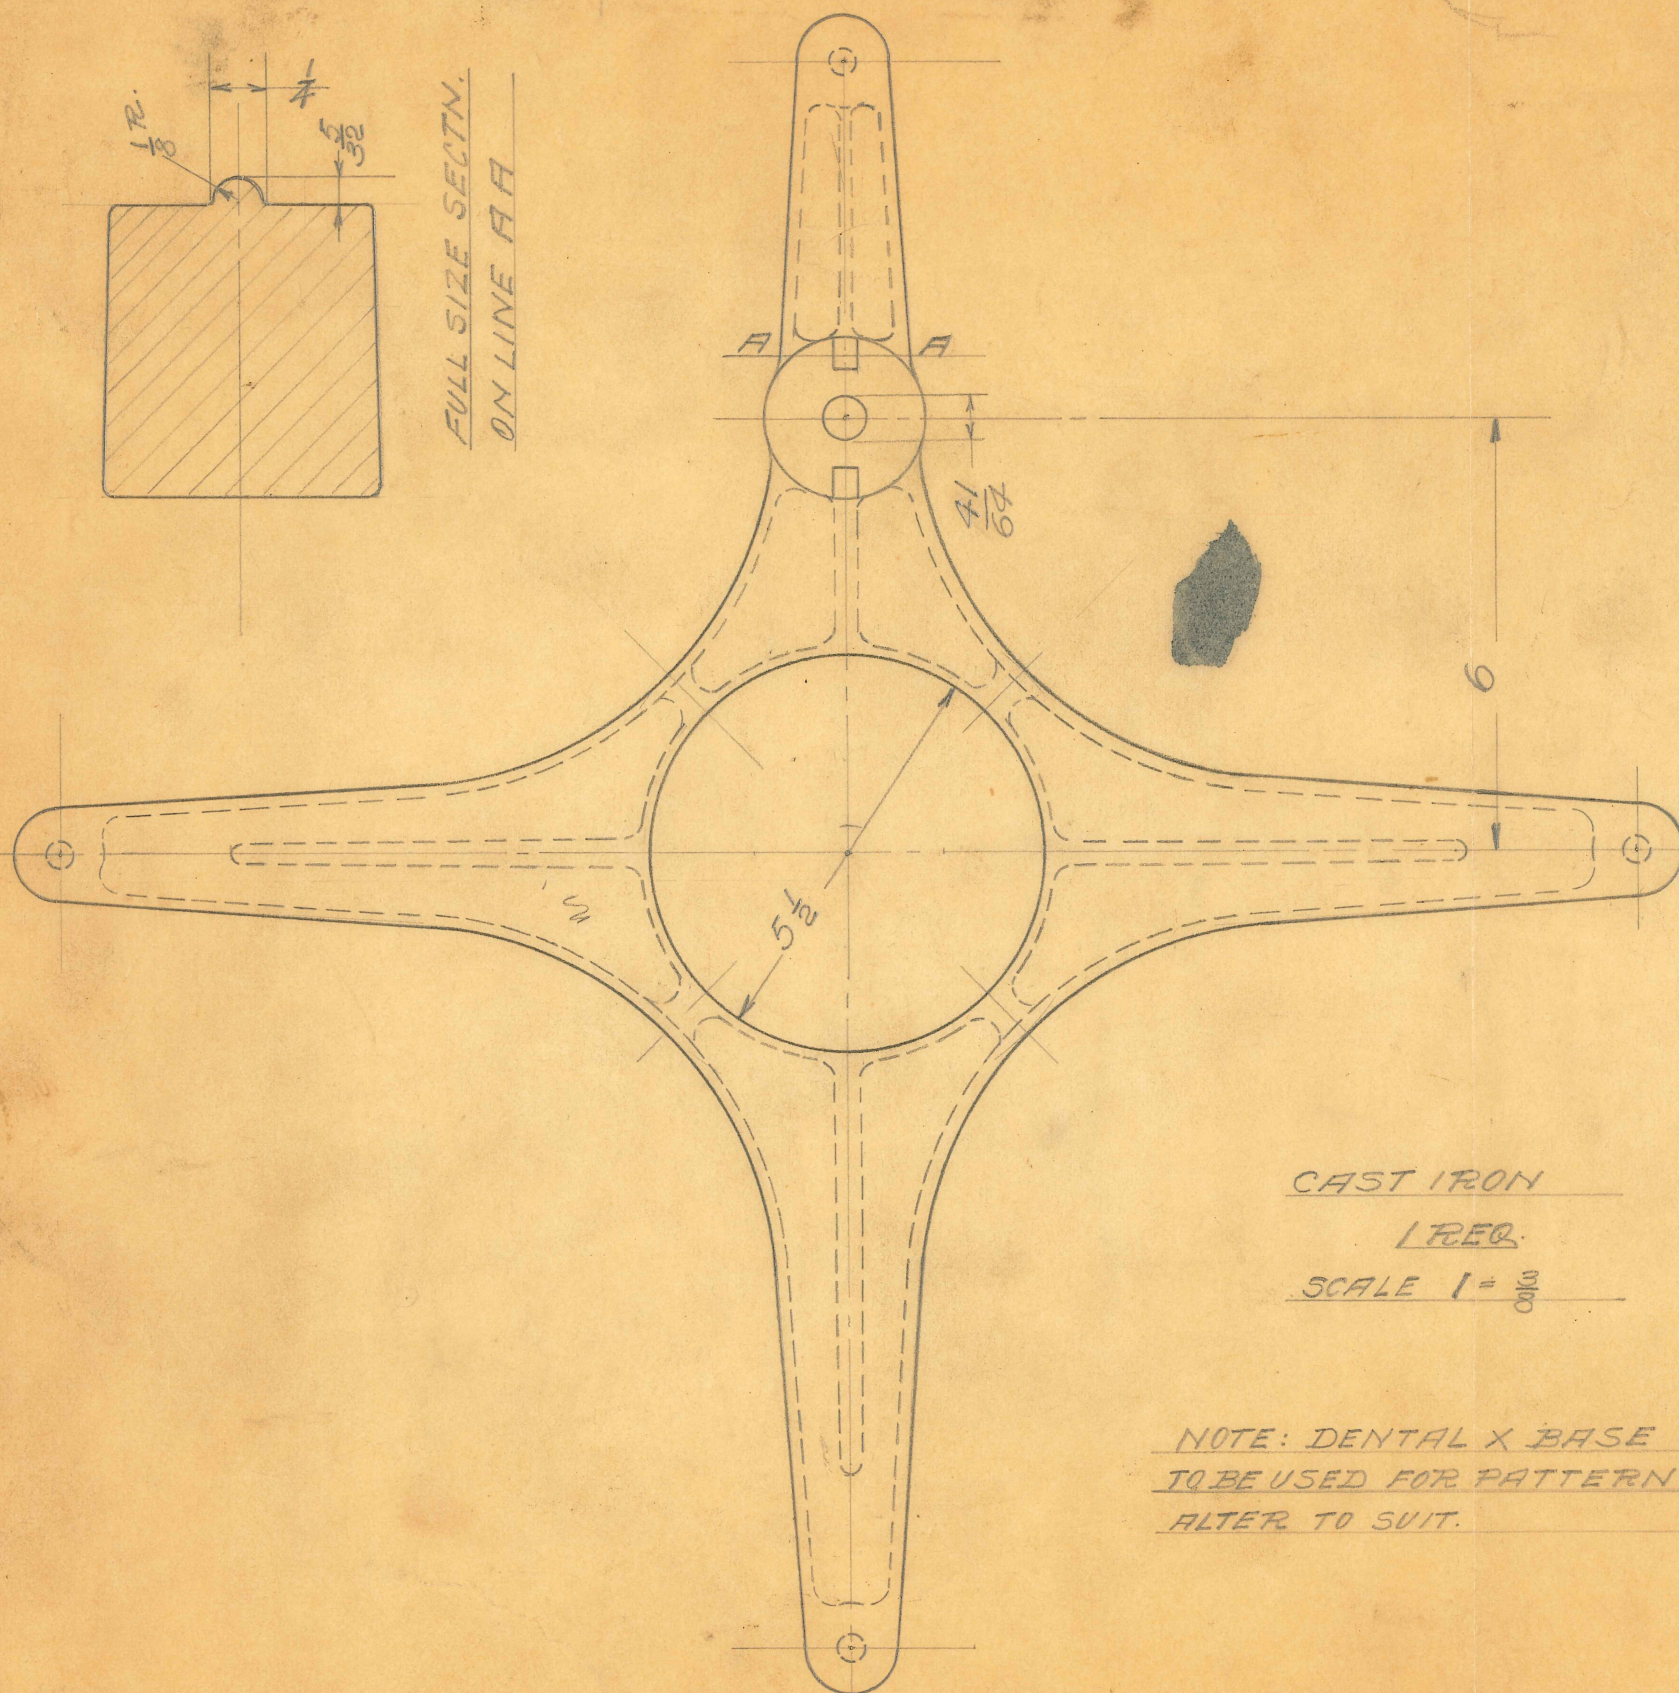 1/8 R.
1/4
5/32
FULL SIZE SECTN.
ON LINE A A
A A
41/64
6
5 1/2
CAST IRON
1 REQ.
SCALE 1 = 3/8
NOTE: DENTAL X BASE
TO BE USED FOR PATTERN
ALTER TO SUIT.